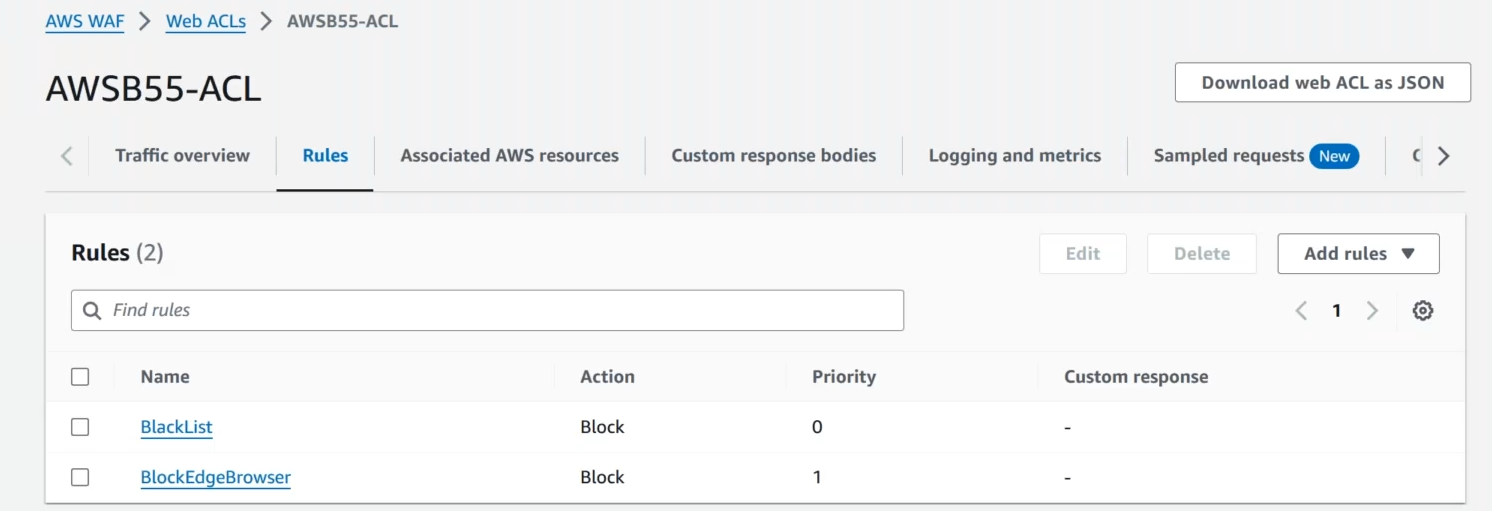 AWS WAF > Web ACLs > AWSB55-ACL
AWSB55-ACL
Download web ACL as JSON
Traffic overview Rules Associated AWS resources Custom response bodies Logging and metrics Sampled requests New
Rules (2)
Edit Delete Add rules
Find rules
1
Name Action Priority Custom response
BlackList Block 0 -
BlockEdgeBrowser Block 1 -